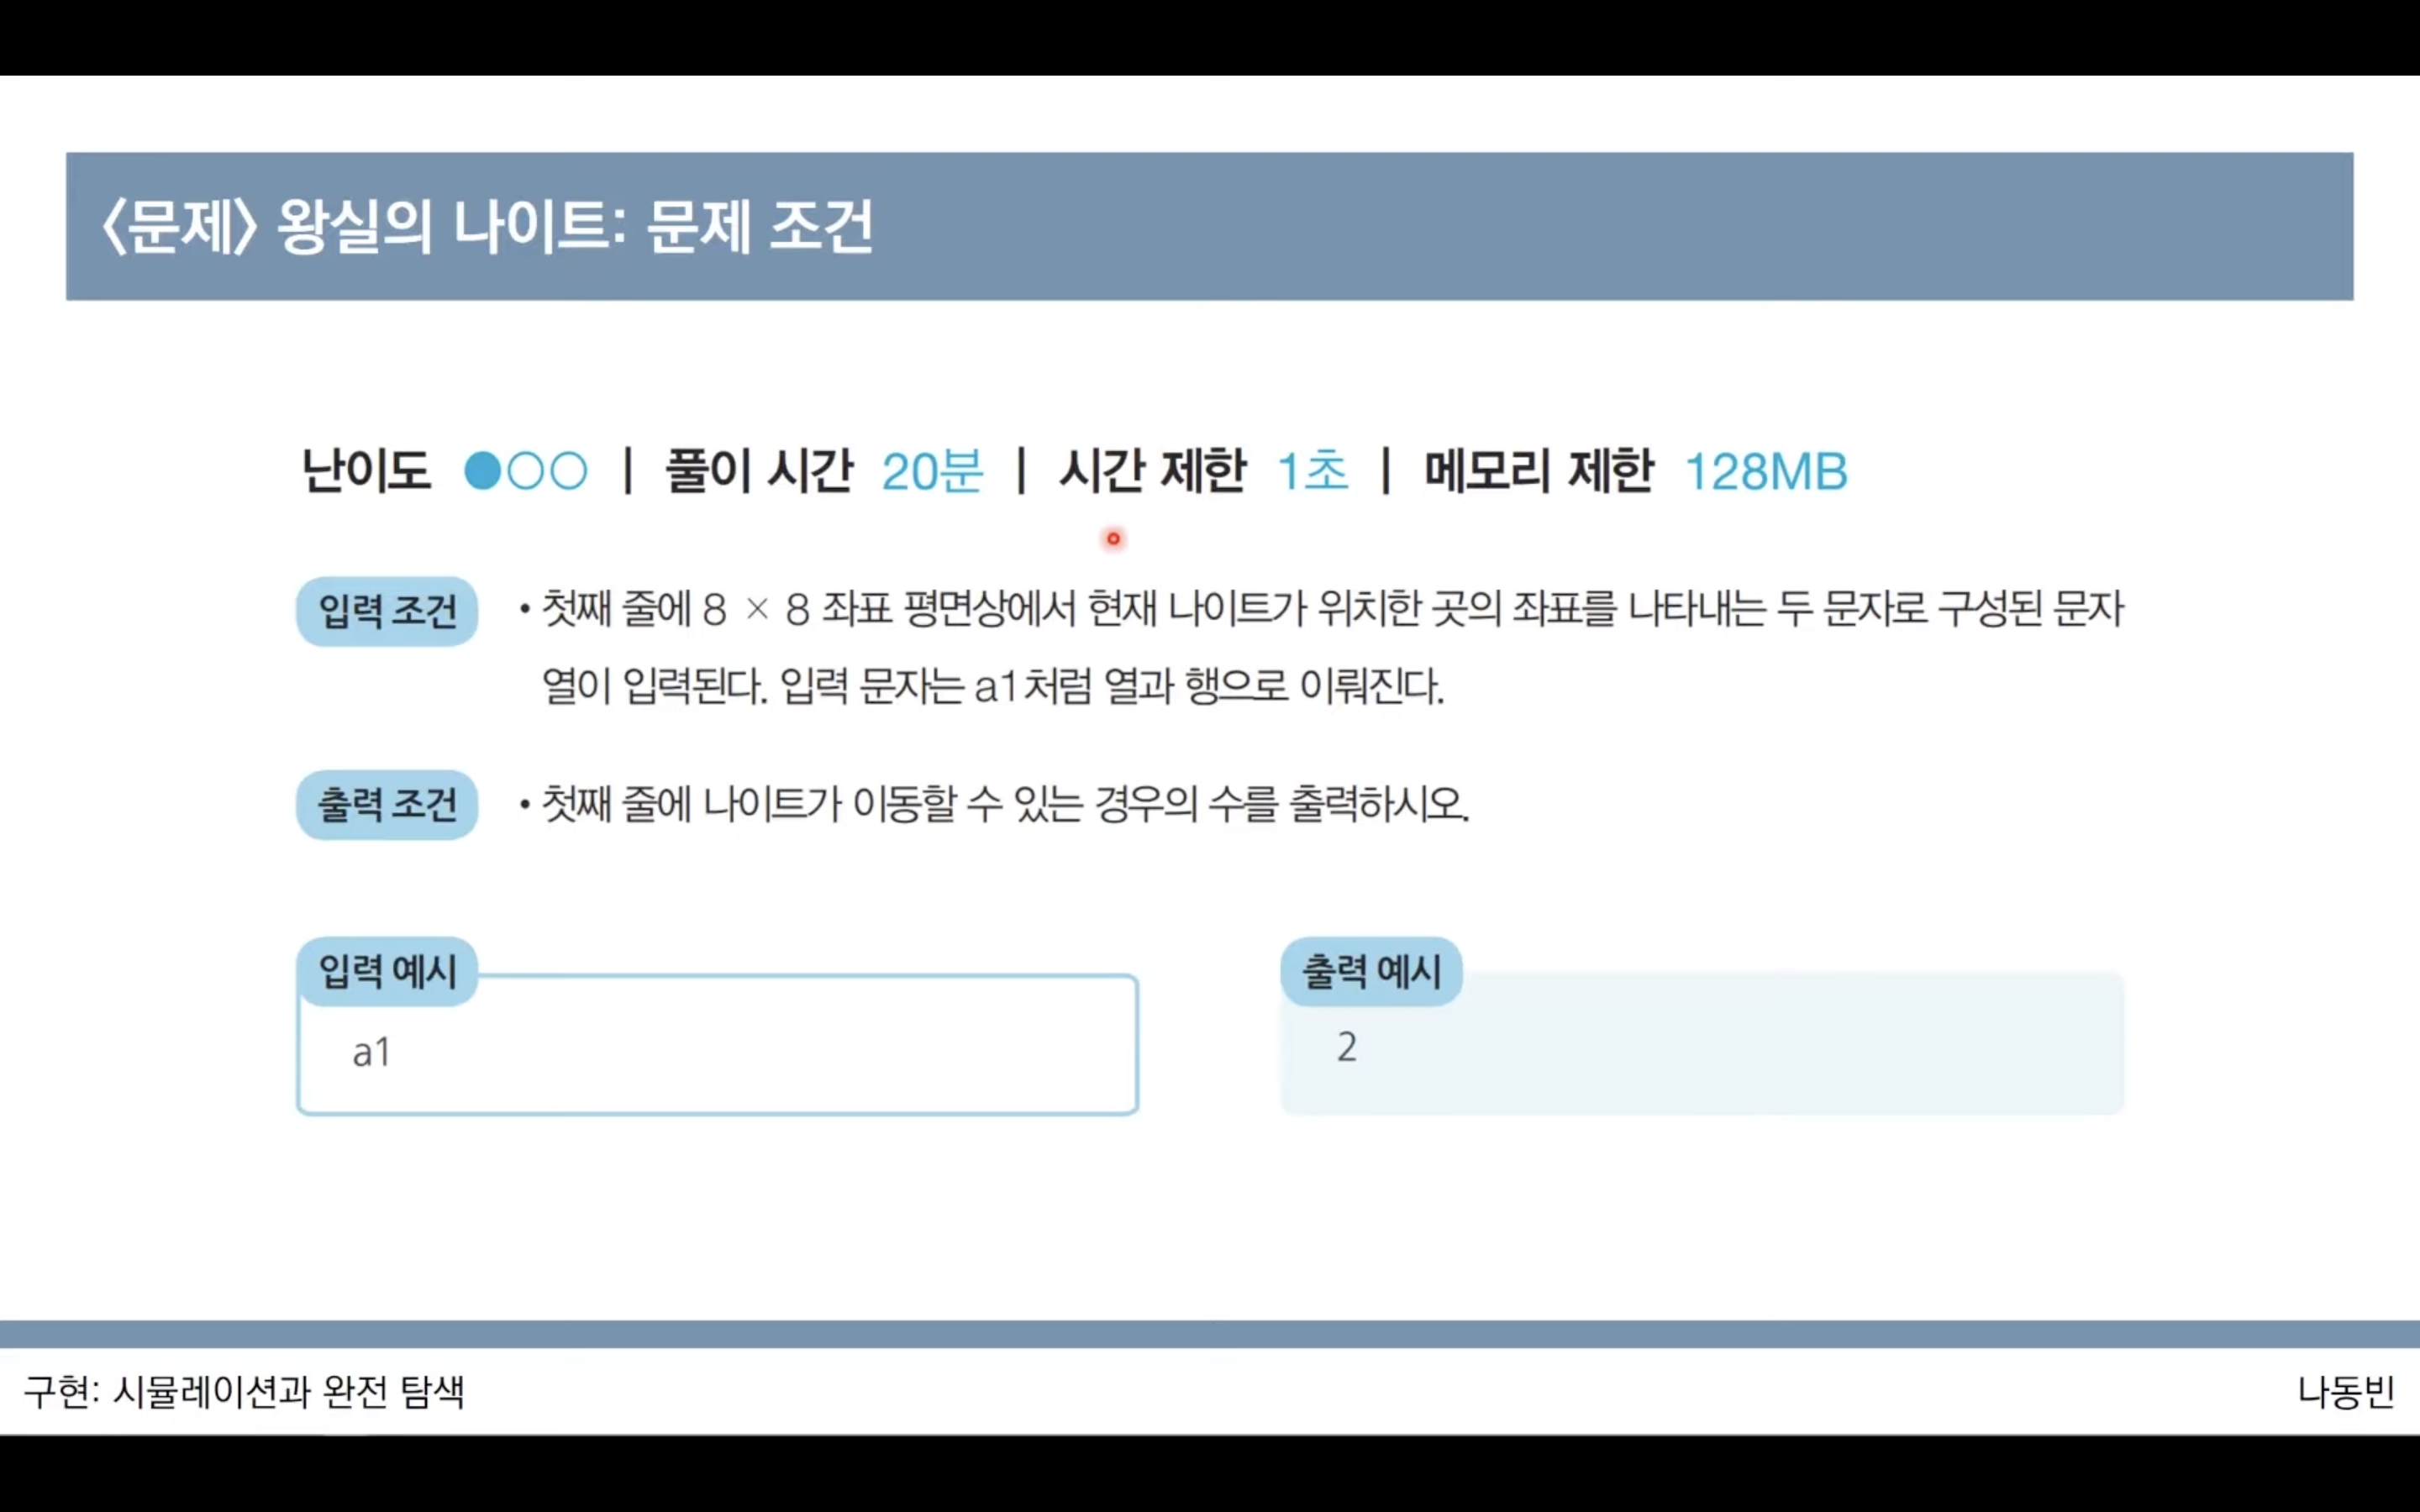 〈문제〉 왕실의 나이트: 문제 조건
난이도 ●○○ | 풀이 시간 20분 | 시간 제한 1초 | 메모리 제한 128MB
입력 조건 • 첫째 줄에 8 × 8 좌표 평면상에서 현재 나이트가 위치한 곳의 좌표를 나타내는 두 문자로 구성된 문자
열이 입력된다. 입력 문자는 a1처럼 열과 행으로 이뤄진다.
출력 조건 • 첫째 줄에 나이트가 이동할 수 있는 경우의 수를 출력하시오.
입력 예시
a1
출력 예시
2
구현: 시뮬레이션과 완전 탐색
나동빈